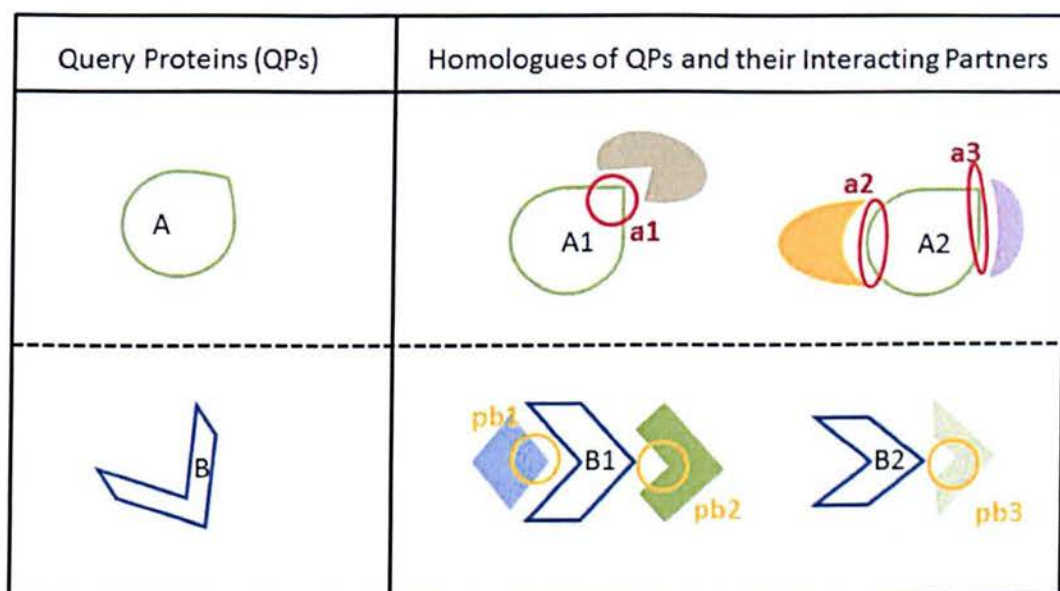 Query Proteins (QPs)
Homologues of QPs and their Interacting Partners
A
A1
a1
a2
A2
a3
B
pb1
B1
pb2
B2
pb3